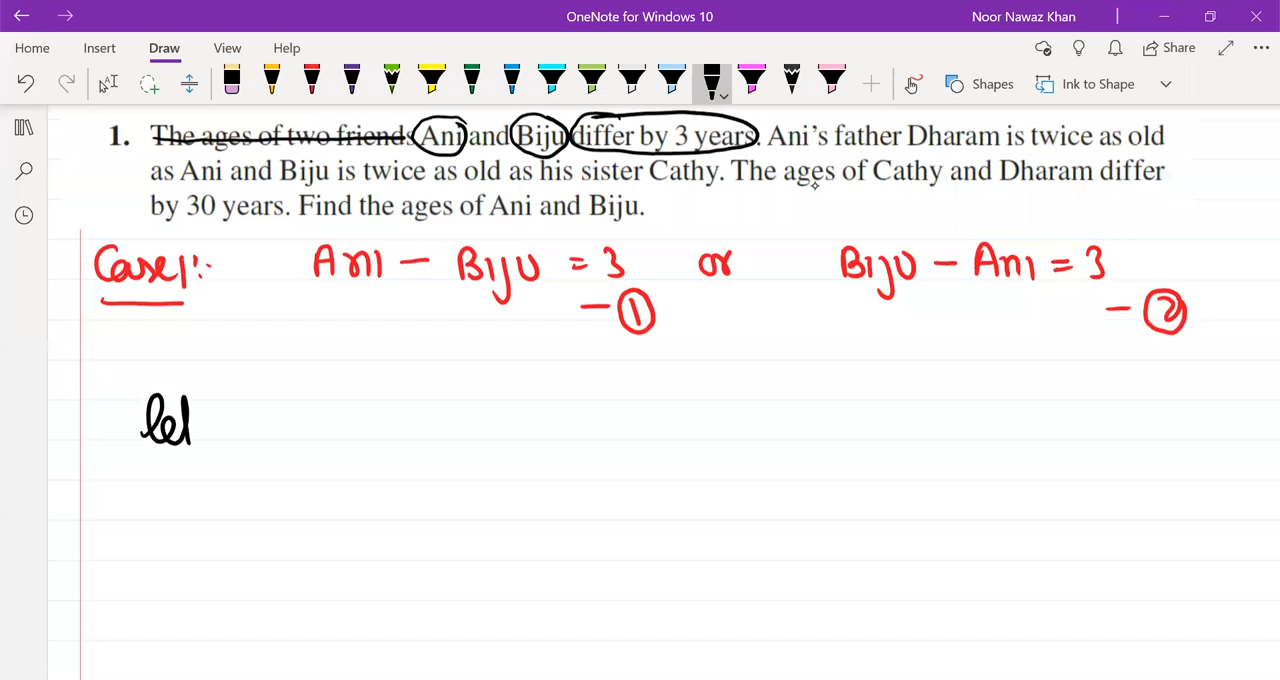 OneNote for Windows 10
Noor Nawaz Khan
Home Insert Draw View Help
Share
Shapes
Ink to Shape
1. The ages of two friends Ani and Biju differ by 3 years. Ani's father Dharam is twice as old
as Ani and Biju is twice as old as his sister Cathy. The ages of Cathy and Dharam differ
by 30 years. Find the ages of Ani and Biju.
Case1:- Ani - Biju = 3 or Biju - Ani = 3
- ① - ②
let